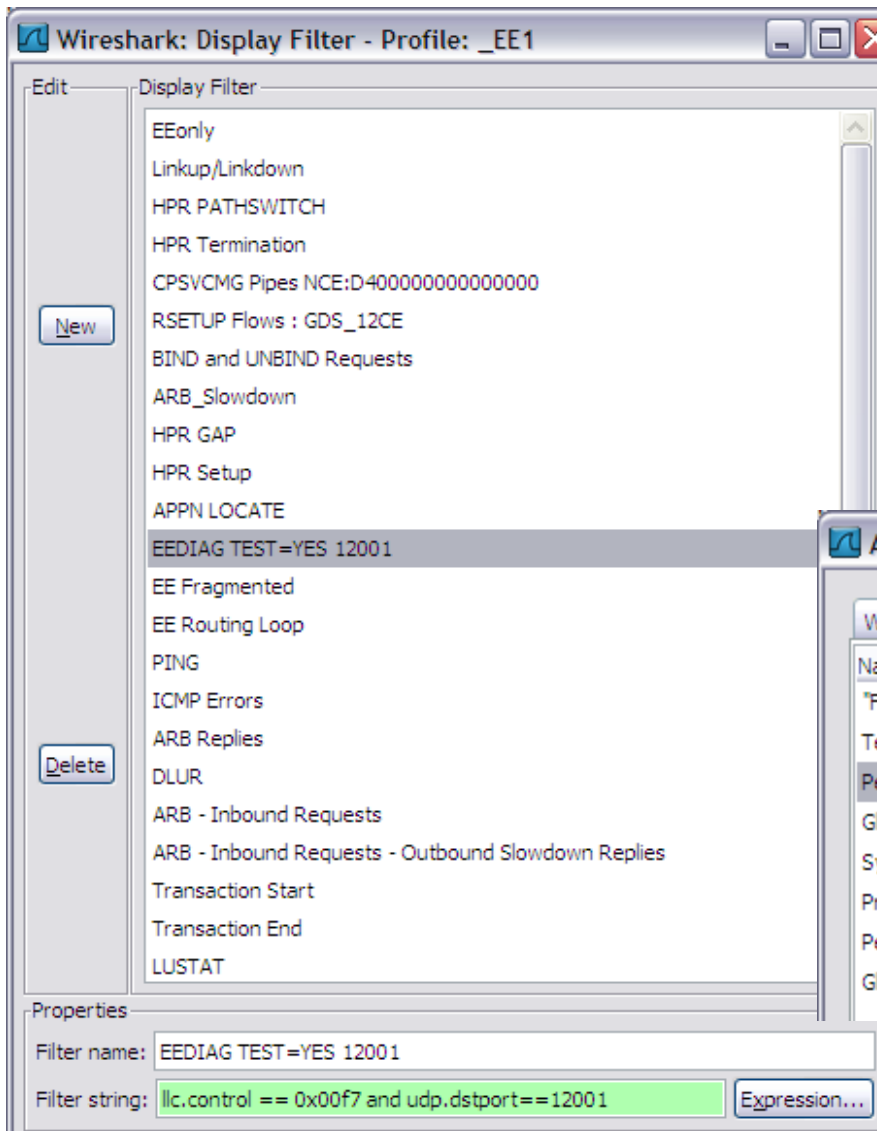 Wireshark: Display Filter - Profile: _EE1
Edit
Display Filter
EEonly
Linkup/Linkdown
HPR PATHSWITCH
HPR Termination
CPSVCMG Pipes NCE:D400000000000000
New
RSETUP Flows : GDS_12CE
BIND and UNBIND Requests
ARB_Slowdown
HPR GAP
HPR Setup
APPN LOCATE
EEDIAG TEST=YES 12001
EE Fragmented
EE Routing Loop
PING
ICMP Errors
ARB Replies
Delete
DLUR
ARB - Inbound Requests
ARB - Inbound Requests - Outbound Slowdown Replies
Transaction Start
Transaction End
LUSTAT
Properties
Filter name: EEDIAG TEST=YES 12001
Filter string: llc.control == 0x00f7 and udp.dstport==12001 Expression...